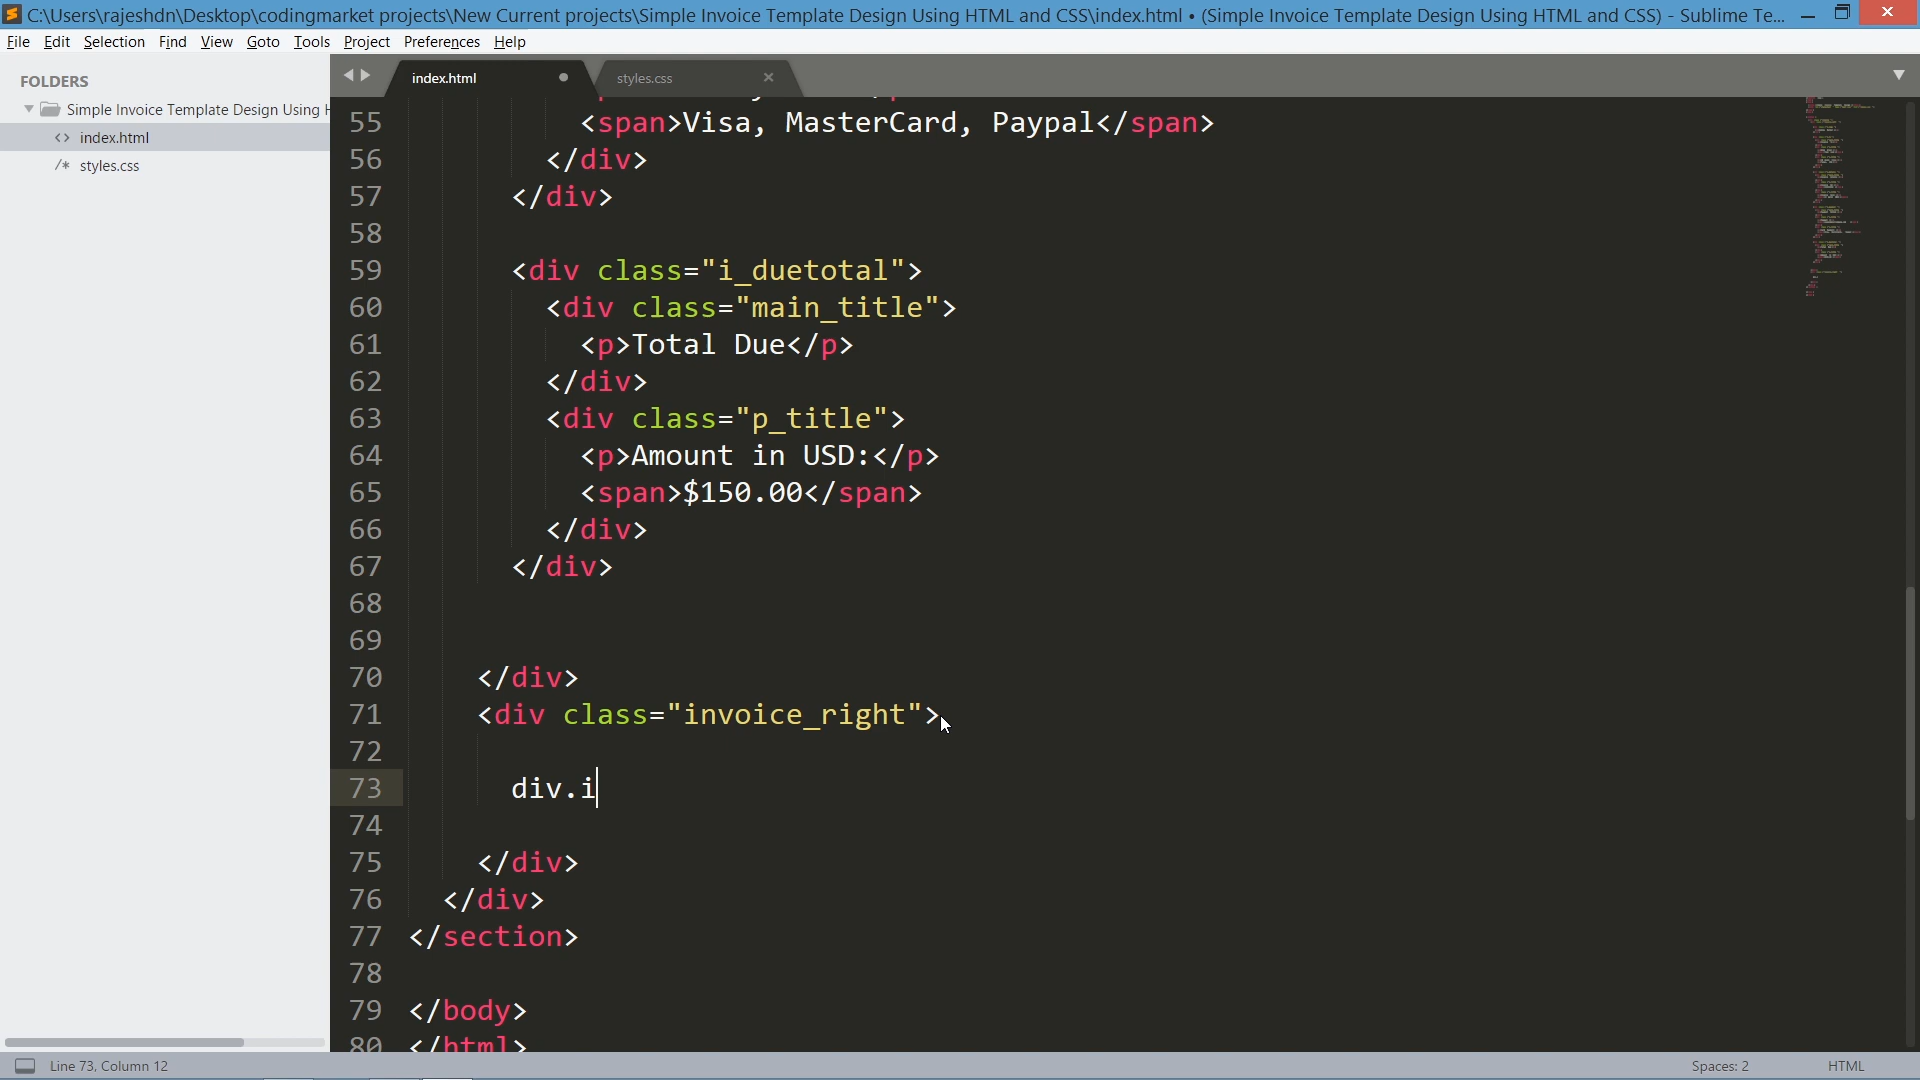 C:\Users\rajeshdn\Desktop\codingmarket projects\New Current projects\Simple Invoice Template Design Using HTML and CSS\index.html • (Simple Invoice Template Design Using HTML and CSS) - Sublime Te...
File Edit Selection Find View Goto Tools Project Preferences Help
FOLDERS
Simple Invoice Template Design Using H
index.html
styles.css
index.html
styles.css
55 <span>Visa, MasterCard, Paypal</span>
56 </div>
57 </div>
58
59 <div class="i_duetotal">
60 <div class="main_title">
61 <p>Total Due</p>
62 </div>
63 <div class="p_title">
64 <p>Amount in USD:</p>
65 <span>$150.00</span>
66 </div>
67 </div>
68
69
70 </div>
71 <div class="invoice_right">
72
73 div.i
74
75 </div>
76 </div>
77 </section>
78
79 </body>
80 </html>
Line 73, Column 12
Spaces: 2
HTML